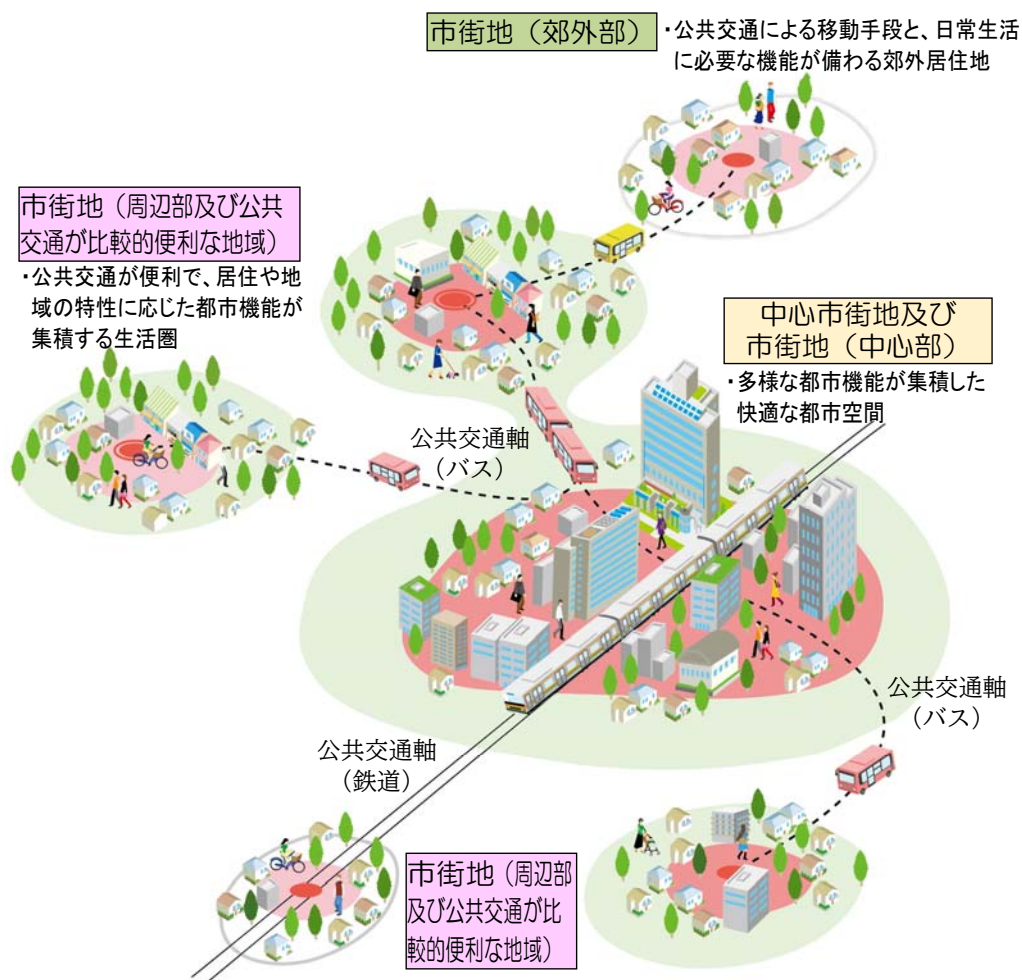 市街地（郊外部）
・公共交通による移動手段と、日常生活
に必要な機能が備わる郊外居住地
市街地（周辺部及び公共
交通が比較的便利な地域）
・公共交通が便利で、居住や地
域の特性に応じた都市機能が
集積する生活圏
中心市街地及び
市街地（中心部）
・多様な都市機能が集積した
快適な都市空間
公共交通軸
（バス）
公共交通軸
（バス）
公共交通軸
（鉄道）
市街地（周辺部
及び公共交通が比
較的便利な地域）